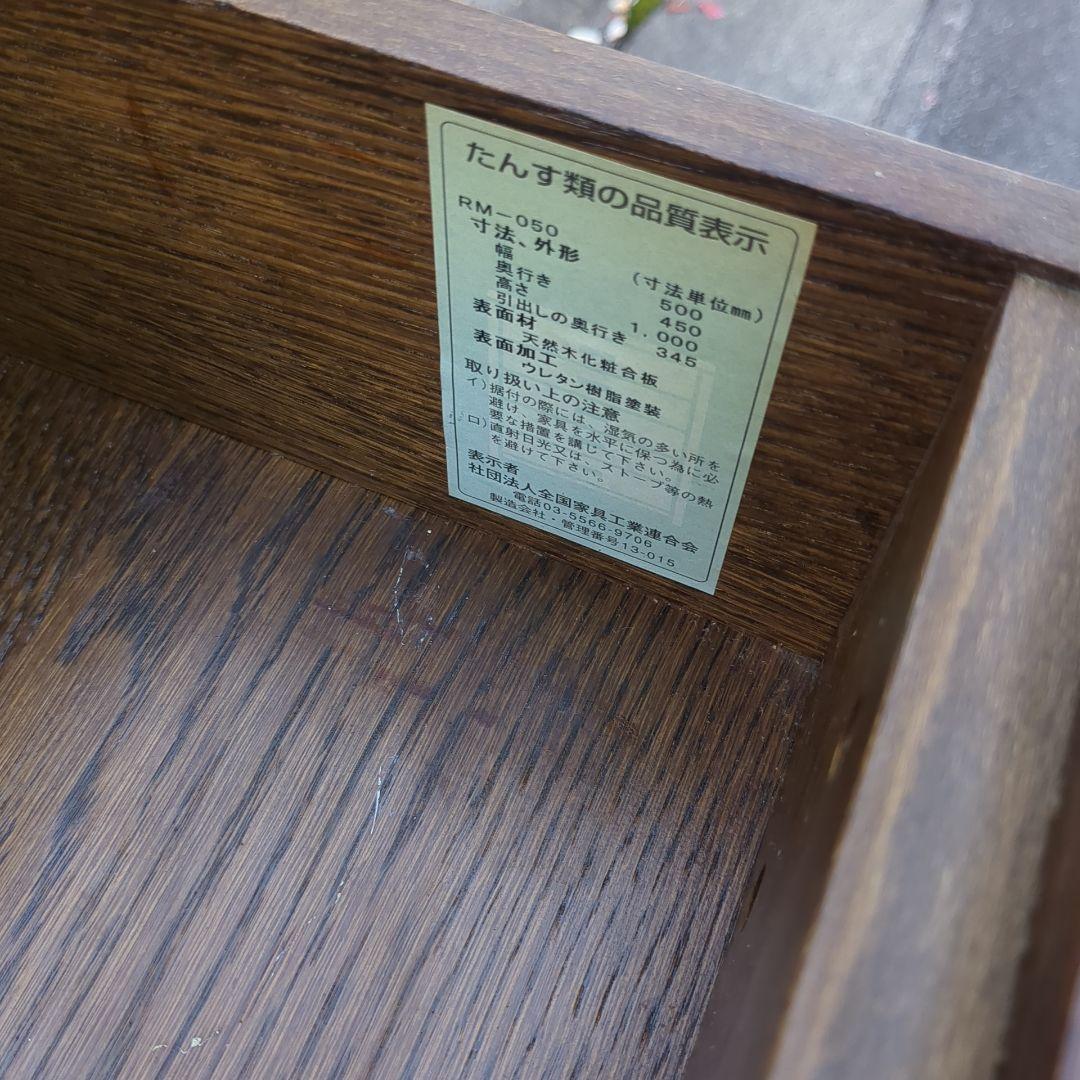 たんす類の品質表示
RM-050
寸法、外形 (寸法単位㎜)
幅 500
奥行き 450
高さ 1.000
引出しの奥行き 345
表面材
天然木化粧合板
表面加工
ウレタン樹脂塗装
取り扱い上の注意
イ)据付の際には、湿気の多い所を
避け、家具を水平に保つ為に必
要な措置を講じて下さい。
ロ)直射日光又は、ストーブ等の熱
を避けて下さい。
表示者
社団法人全国家具工業連合会
電話03-5566-9706
製造会社・管理番号13-015